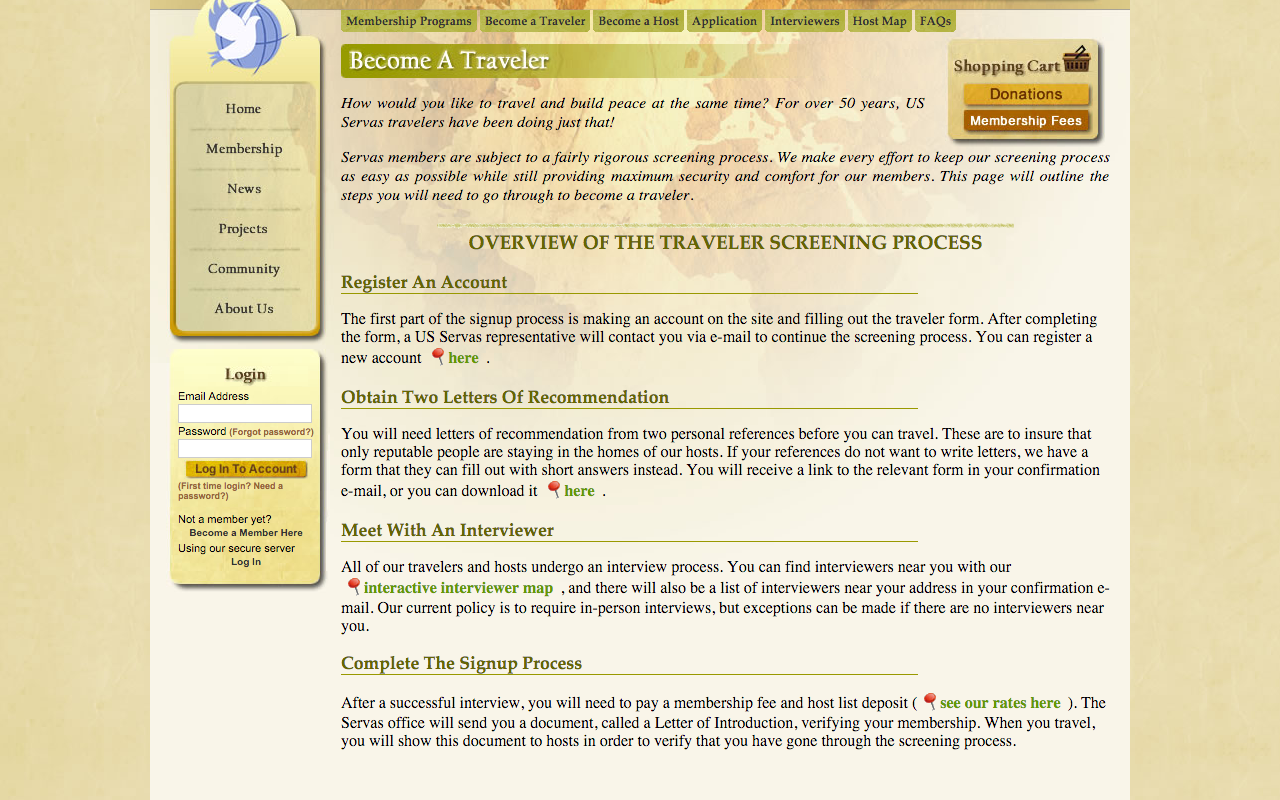 Membership Programs Become a Traveler Become a Host Application Interviewers Host Map FAQs
Become A Traveler
Shopping Cart
Donations
Membership Fees
Home
Membership
News
Projects
Community
About Us
Login
Email Address
Password (Forgot password?)
Log In To Account
(First time login? Need a
password?)
Not a member yet?
Become a Member Here
Using our secure server
Log In
How would you like to travel and build peace at the same time? For over 50 years, US
Servas travelers have been doing just that!
Servas members are subject to a fairly rigorous screening process. We make every effort to keep our screening process
as easy as possible while still providing maximum security and comfort for our members. This page will outline the
steps you will need to go through to become a traveler.
OVERVIEW OF THE TRAVELER SCREENING PROCESS
Register An Account
The first part of the signup process is making an account on the site and filling out the traveler form. After completing
the form, a US Servas representative will contact you via e-mail to continue the screening process. You can register a
new account here .
Obtain Two Letters Of Recommendation
You will need letters of recommendation from two personal references before you can travel. These are to insure that
only reputable people are staying in the homes of our hosts. If your references do not want to write letters, we have a
form that they can fill out with short answers instead. You will receive a link to the relevant form in your confirmation
e-mail, or you can download it here .
Meet With An Interviewer
All of our travelers and hosts undergo an interview process. You can find interviewers near you with our
interactive interviewer map , and there will also be a list of interviewers near your address in your confirmation e-
mail. Our current policy is to require in-person interviews, but exceptions can be made if there are no interviewers near
you.
Complete The Signup Process
After a successful interview, you will need to pay a membership fee and host list deposit ( see our rates here ). The
Servas office will send you a document, called a Letter of Introduction, verifying your membership. When you travel,
you will show this document to hosts in order to verify that you have gone through the screening process.